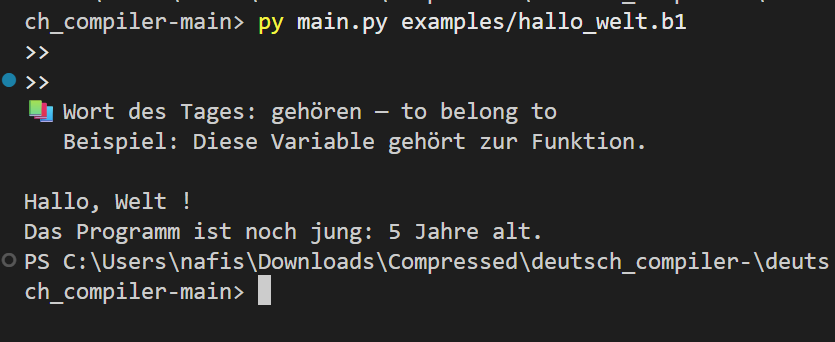 ch_compiler-main> py main.py examples/hallo_welt.b1
>>
>>
📚 Wort des Tages: gehören — to belong to
Beispiel: Diese Variable gehört zur Funktion.
Hallo, Welt !
Das Programm ist noch jung: 5 Jahre alt.
PS C:\Users\nafis\Downloads\Compressed\deutsch_compiler-\deuts
ch_compiler-main>